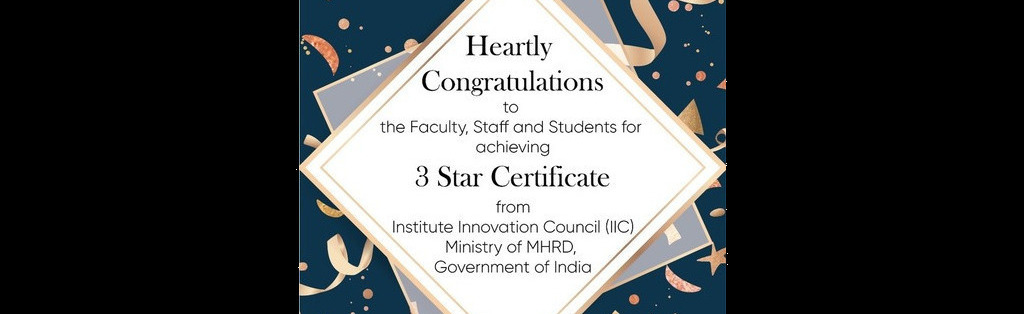 Heartly
Congratulations
to
the Faculty, Staff and Students for
achieving
3 Star Certificate
from
Institute Innovation Council (IIC)
Ministry of MHRD,
Government of India